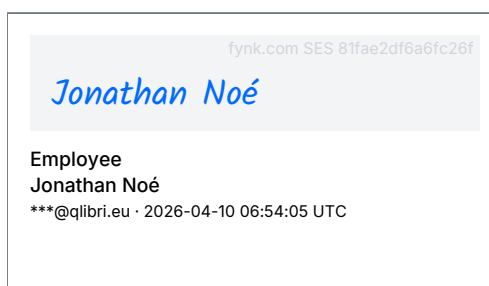 fynk.com SES 81fae2df6a6fc26f
Jonathan Noé
Employee
Jonathan Noé
***@qlibri.eu · 2026-04-10 06:54:05 UTC